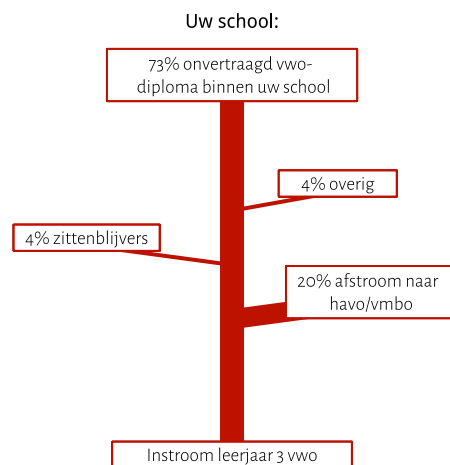 Uw school:
73% onvertraagd vwo-
diploma binnen uw school
4% overig
4% zittenblijvers
20% afstroom naar
havo/vmbo
Instroom leerjaar 3 vwo